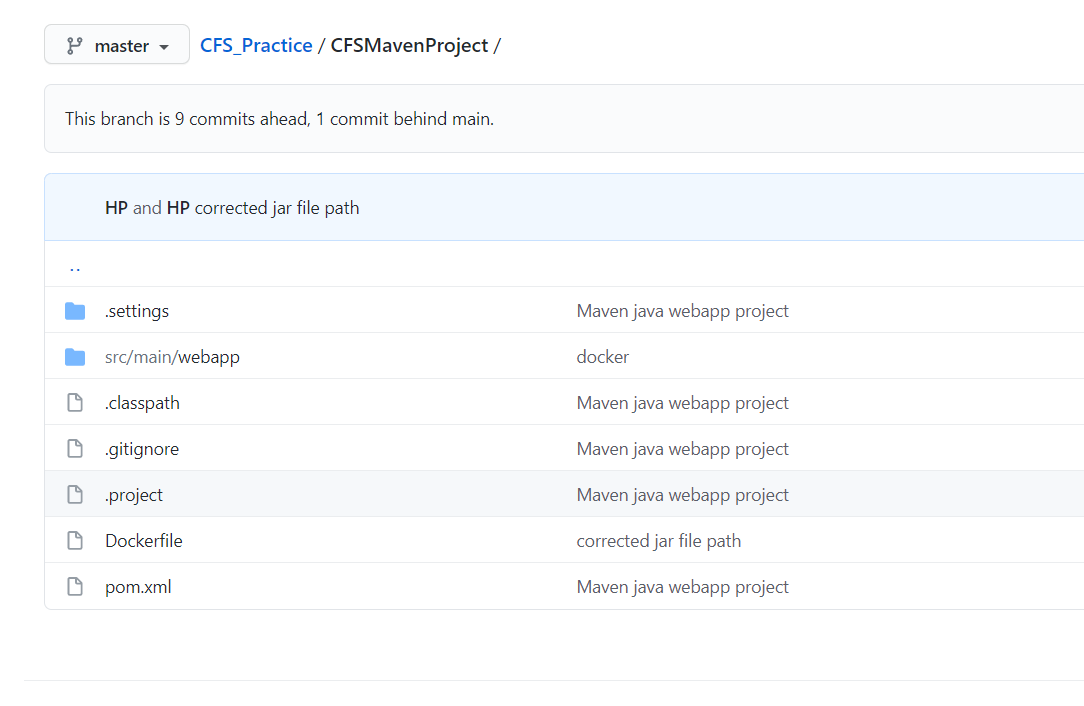 master CFS_Practice / CFSMavenProject /
This branch is 9 commits ahead, 1 commit behind main.
HP and HP corrected jar file path
..
.settings Maven java webapp project
src/main/webapp docker
.classpath Maven java webapp project
.gitignore Maven java webapp project
.project Maven java webapp project
Dockerfile corrected jar file path
pom.xml Maven java webapp project